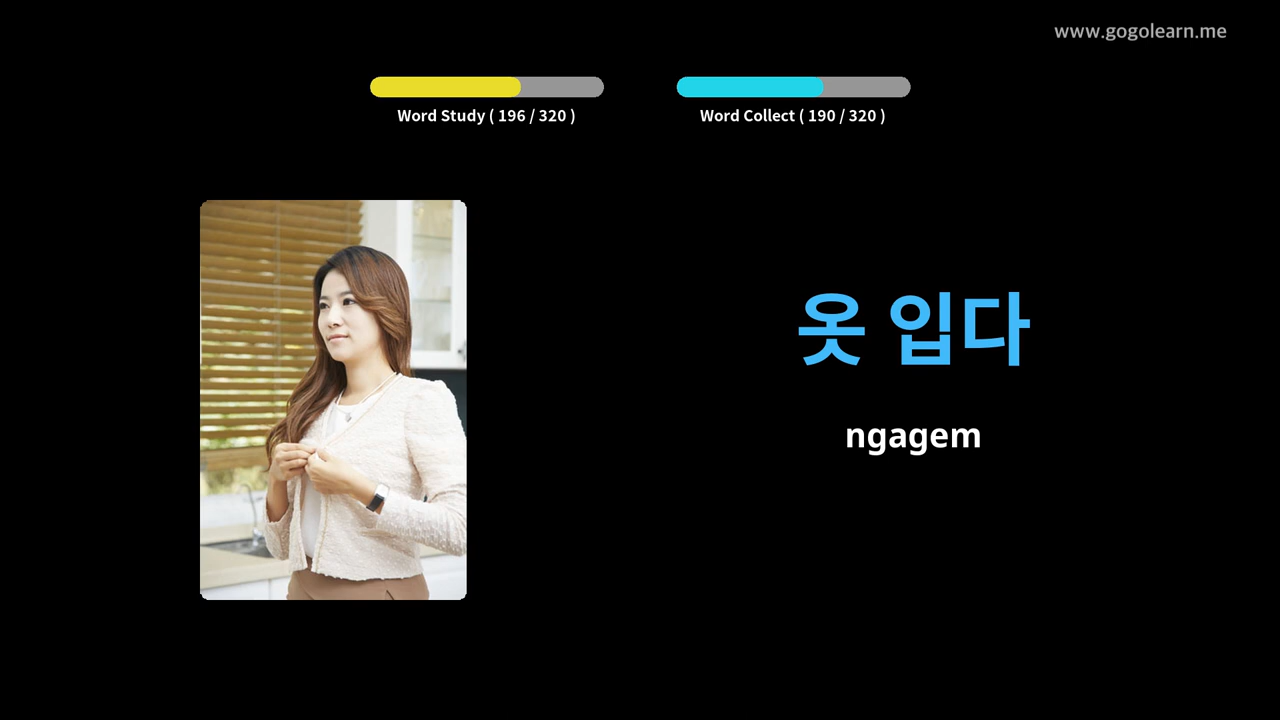 www.gogolearn.me
Word Study ( 196 / 320 )
Word Collect ( 190 / 320 )
옷 입다
ngagem